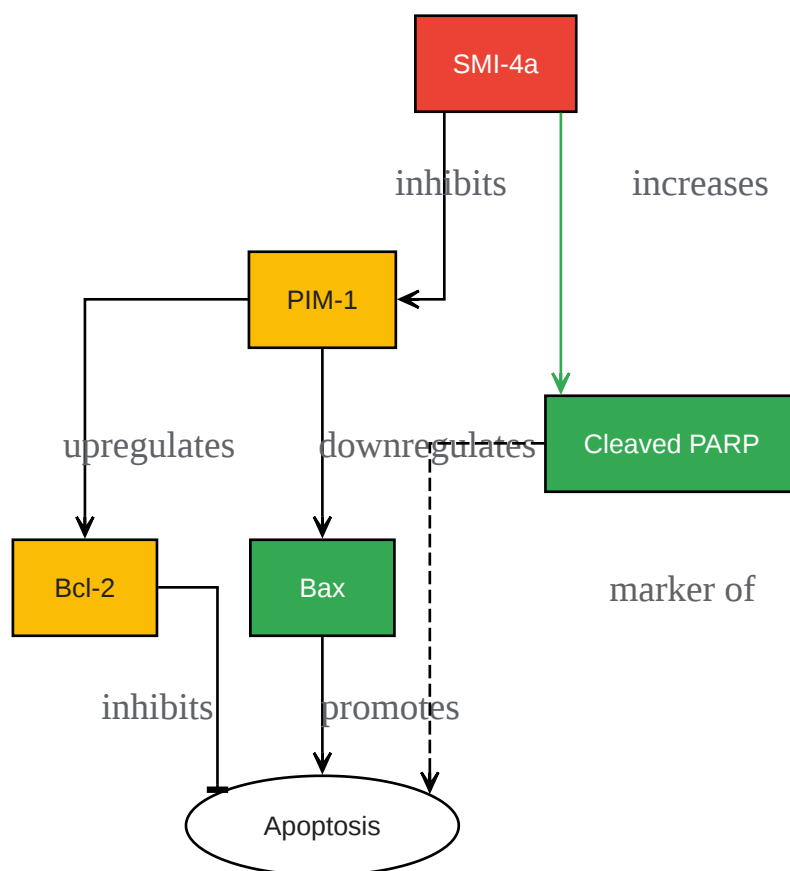 SMI-4a
inhibits
increases
PIM-1
upregulates
downregulates
Cleaved PARP
Bcl-2
Bax
marker of
inhibits
promotes
Apoptosis